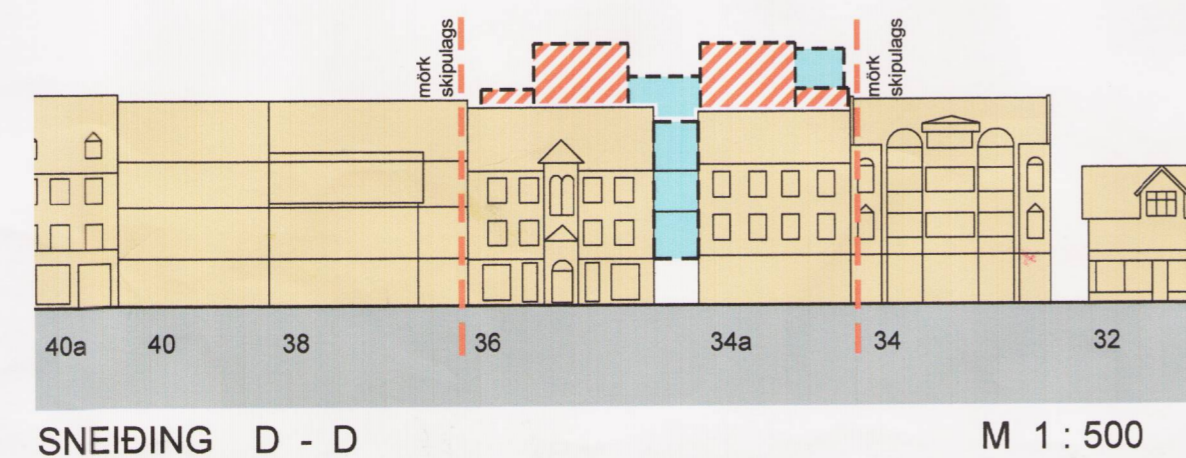 mörk
skipulags
mörk
skipulags
40a 40 38 36 34a 34 32
SNEIÐING D - D
M 1 : 500